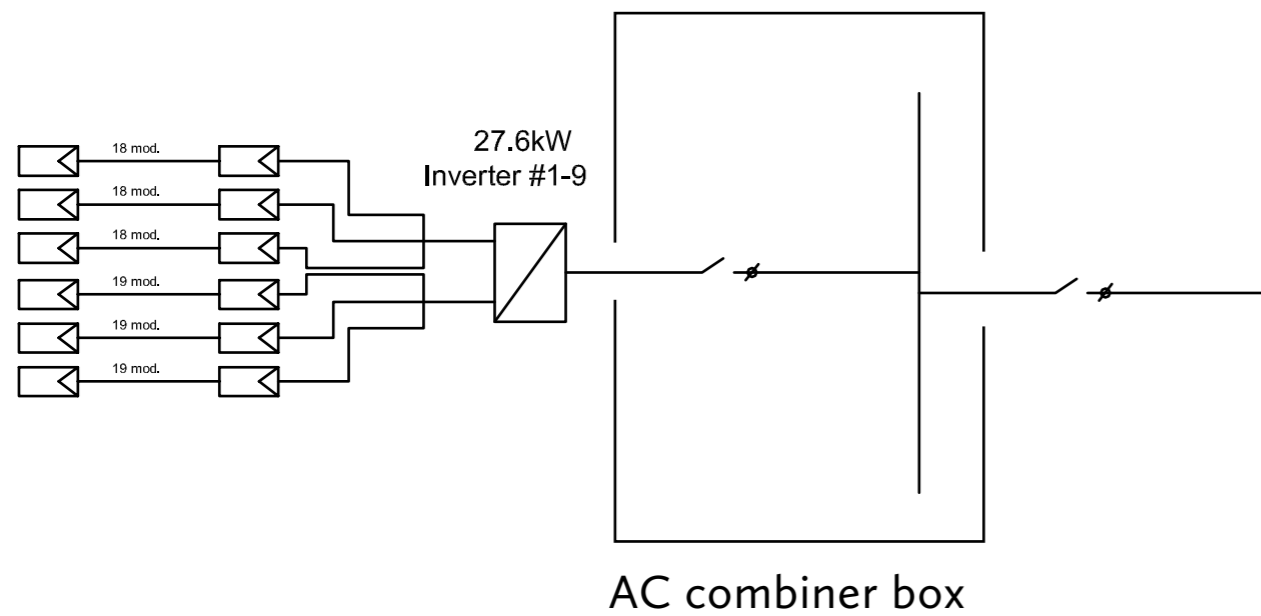 18 mod.
18 mod.
18 mod.
19 mod.
19 mod.
19 mod.
27.6kW
Inverter #1-9
AC combiner box